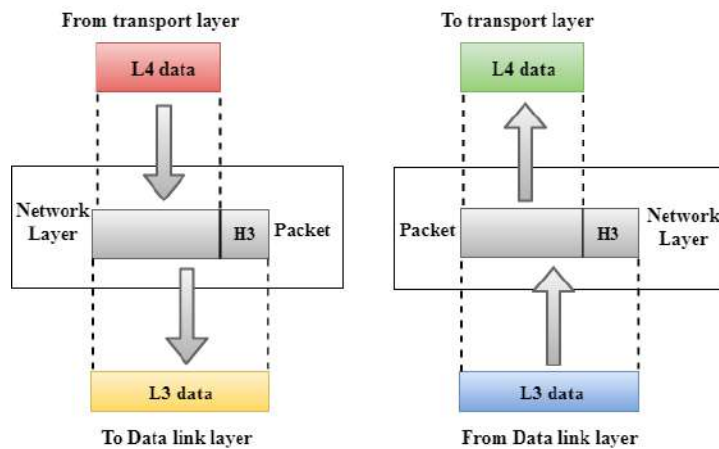 From transport layer
L4 data
Network
Layer
H3
Packet
L3 data
To Data link layer
To transport layer
L4 data
Packet
H3
Network
Layer
L3 data
From Data link layer